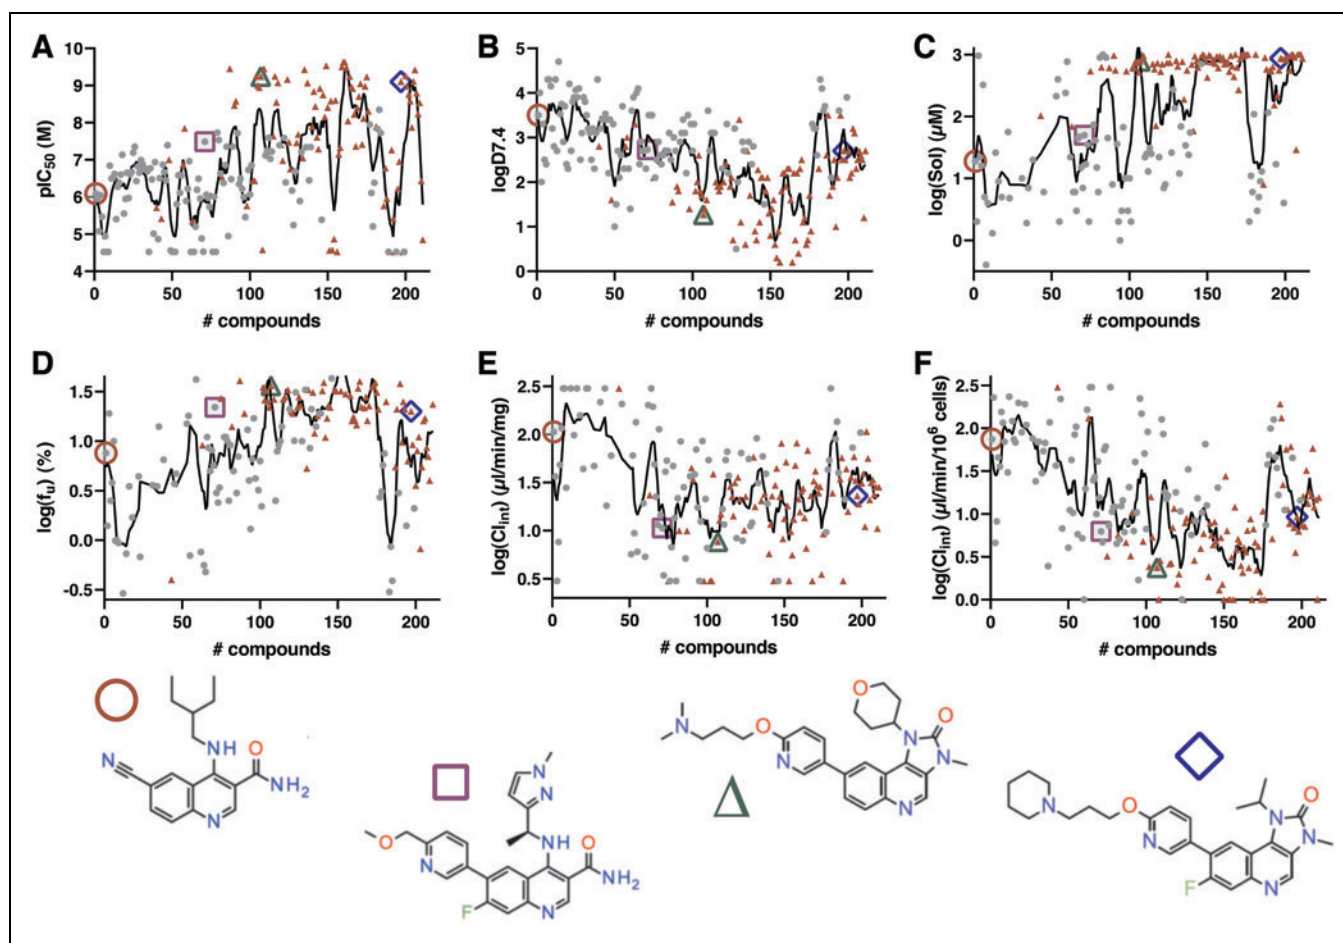 A
pIC50 (M)
10
9
8
7
6
5
4
0
50
100
150
200
# compounds
B
logD7.4
5
4
3
2
1
0
0
50
100
150
200
# compounds
C
log(Sol) (µM)
3
2
1
0
0
50
100
150
200
# compounds
D
log(fu) (%)
1.5
1.0
0.5
0.0
-0.5
0
50
100
150
200
# compounds
E
log(Clint) (µl/min/mg)
2.5
2.0
1.5
1.0
0.5
0
50
100
150
200
# compounds
F
log(Clint) (µl/min/10^6 cells)
2.5
2.0
1.5
1.0
0.5
0.0
0
50
100
150
200
# compounds
N
NH
O
NH2
N
O
N
N
N
NH
O
NH2
F
N
N
O
N
O
N
O
N
N
N
O
N
N
O
N
F
N